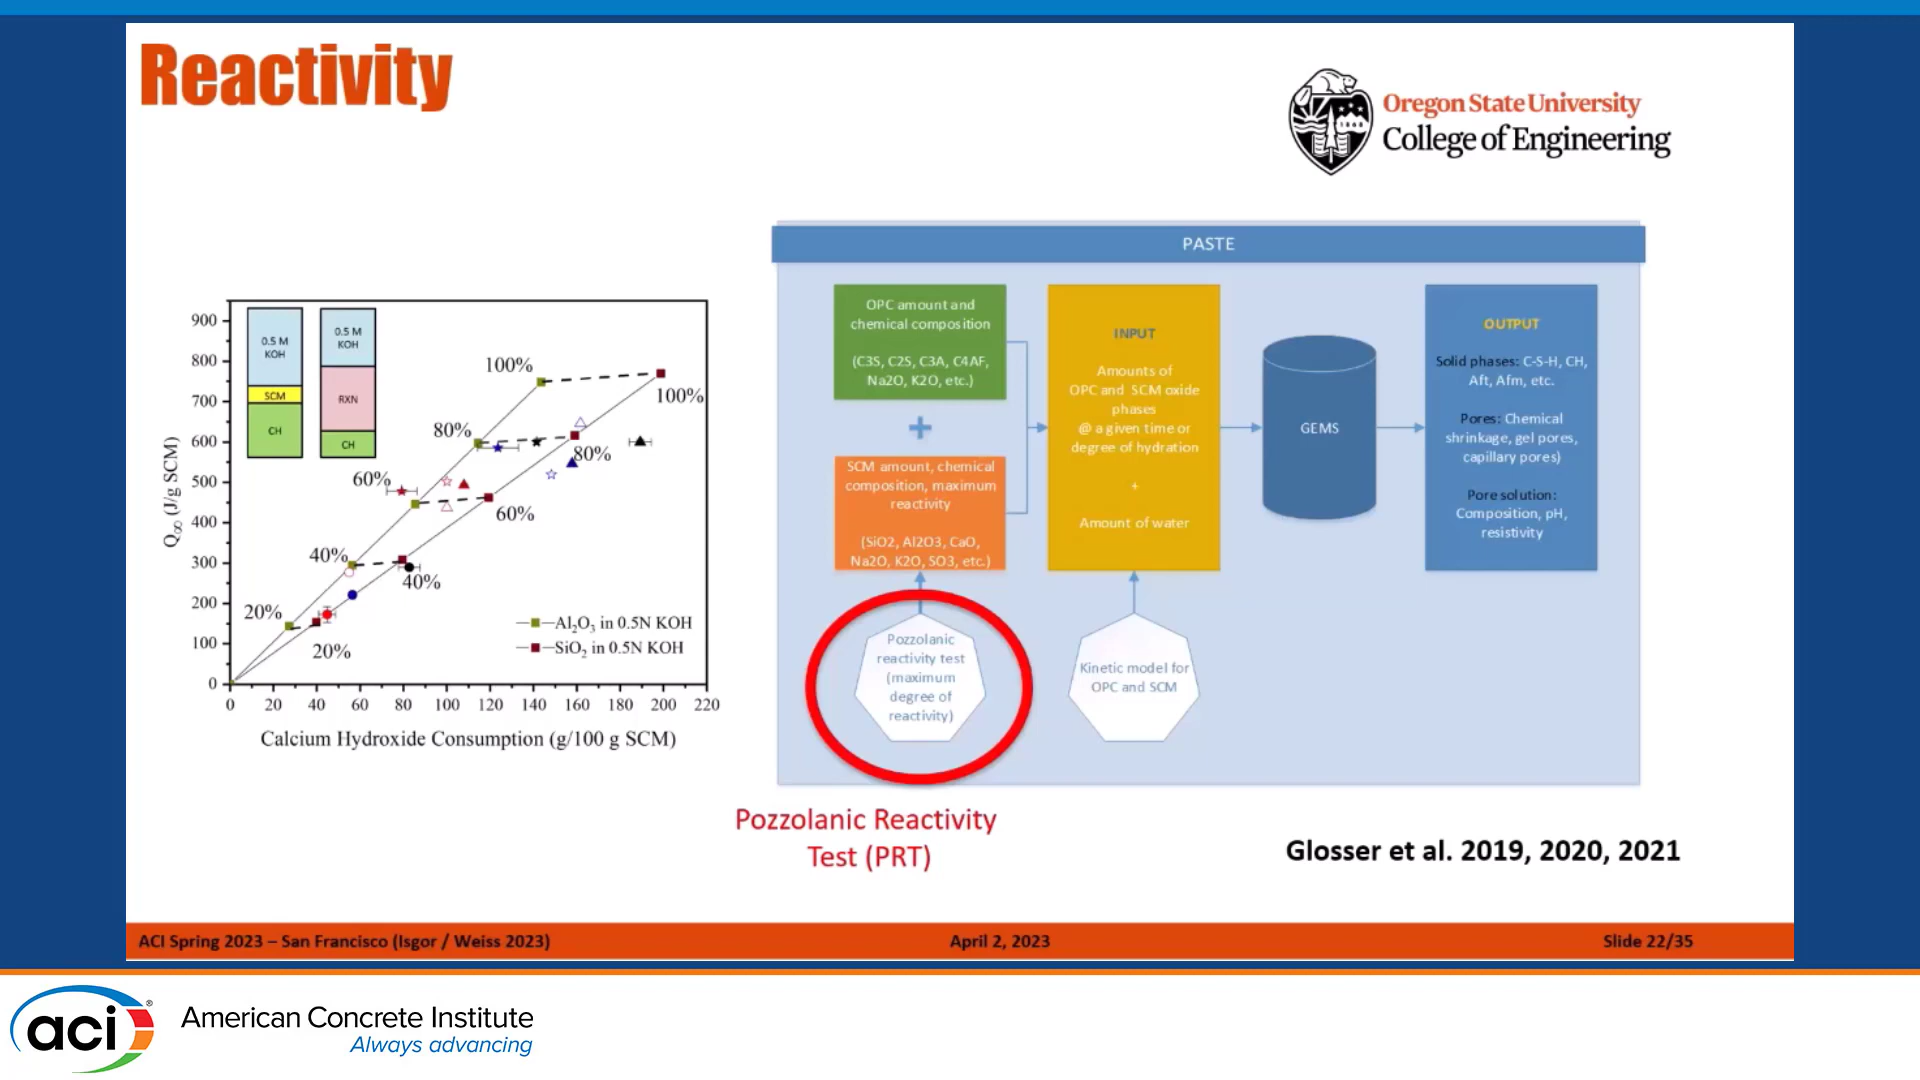 Reactivity
Oregon State University
College of Engineering
900
800
700
600
500
400
300
200
100
0
Q∞ (J/g SCM)
0.5 M
KOH
SCM
CH
0.5 M
KOH
RXN
CH
100%
100%
80%
80%
60%
60%
40%
40%
20%
20%
Al₂O₃ in 0.5N KOH
SiO₂ in 0.5N KOH
0 20 40 60 80 100 120 140 160 180 200 220
Calcium Hydroxide Consumption (g/100 g SCM)
PASTE
OPC amount and
chemical composition
(C3S, C2S, C3A, C4AF,
Na2O, K2O, etc.)
+
SCM amount, chemical
composition, maximum
reactivity
(SiO2, Al2O3, CaO,
Na2O, K2O, SO3, etc.)
Pozzolanic
reactivity test
(maximum
degree of
reactivity)
INPUT
Amounts of
OPC and SCM oxide
phases
@ a given time or
degree of hydration
+
Amount of water
Kinetic model for
OPC and SCM
GEMS
OUTPUT
Solid phases: C-S-H, CH,
Aft, Afm, etc.
Pores: Chemical
shrinkage, gel pores,
capillary pores)
Pore solution:
Composition, pH,
resistivity
Pozzolanic Reactivity
Test (PRT)
Glosser et al. 2019, 2020, 2021
ACI Spring 2023 – San Francisco (Isgor / Weiss 2023)
April 2, 2023
Slide 22/35
aci®
American Concrete Institute
Always advancing